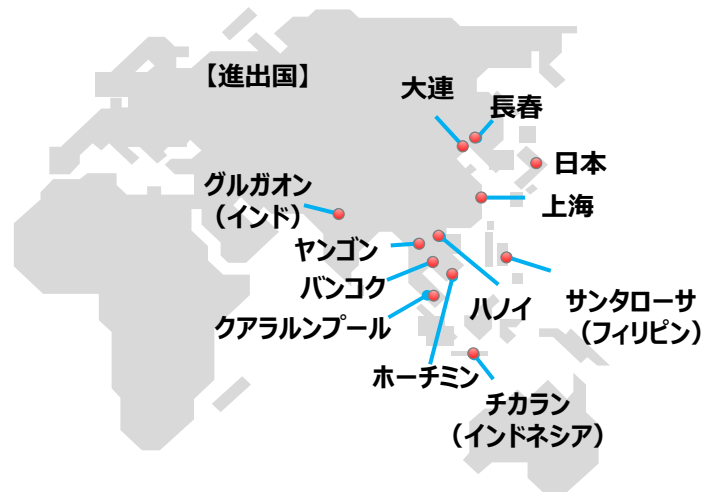 【進出国】
大連
長春
日本
上海
グルガオン
（インド）
ヤンゴン
バンコク
クアラルンプール
ハノイ
サンタローサ
（フィリピン）
ホーチミン
チカラン
（インドネシア）